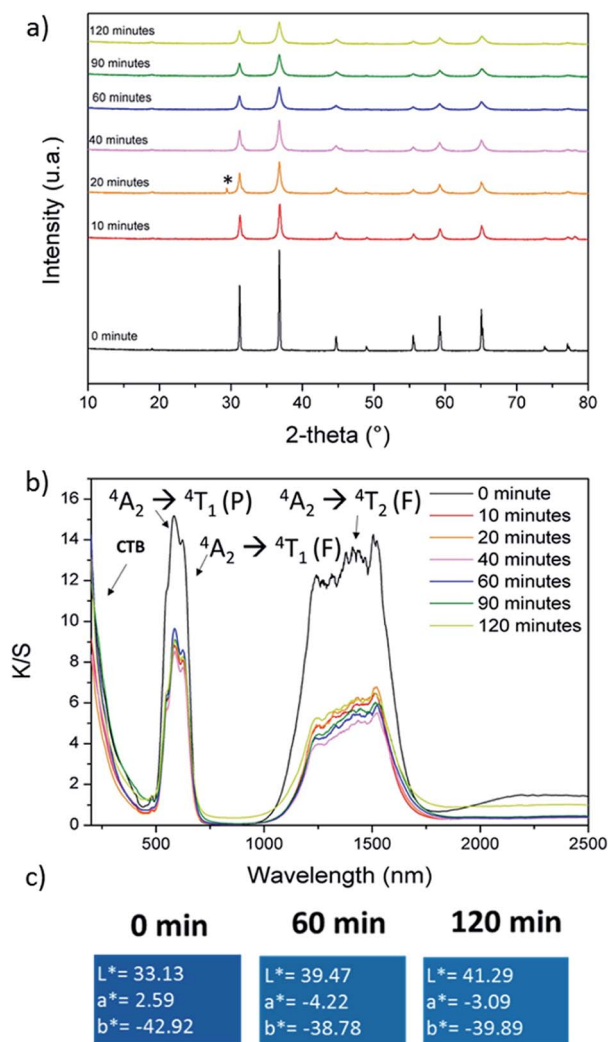 a)
120 minutes
90 minutes
60 minutes
40 minutes
20 minutes
*
10 minutes
0 minute
Intensity (u.a.)
10 20 30 40 50 60 70 80
2-theta (°)
b)
⁴A₂ → ⁴T₁ (P)
⁴A₂ → ⁴T₂ (F)
CTB
⁴A₂ → ⁴T₁ (F)
0 minute
10 minutes
20 minutes
40 minutes
60 minutes
90 minutes
120 minutes
16
14
12
10
8
6
4
2
0
K/S
500 1000 1500 2000 2500
Wavelength (nm)
c)
0 min 60 min 120 min
L*= 33.13
a*= 2.59
b*= -42.92
L*= 39.47
a*= -4.22
b*= -38.78
L*= 41.29
a*= -3.09
b*= -39.89